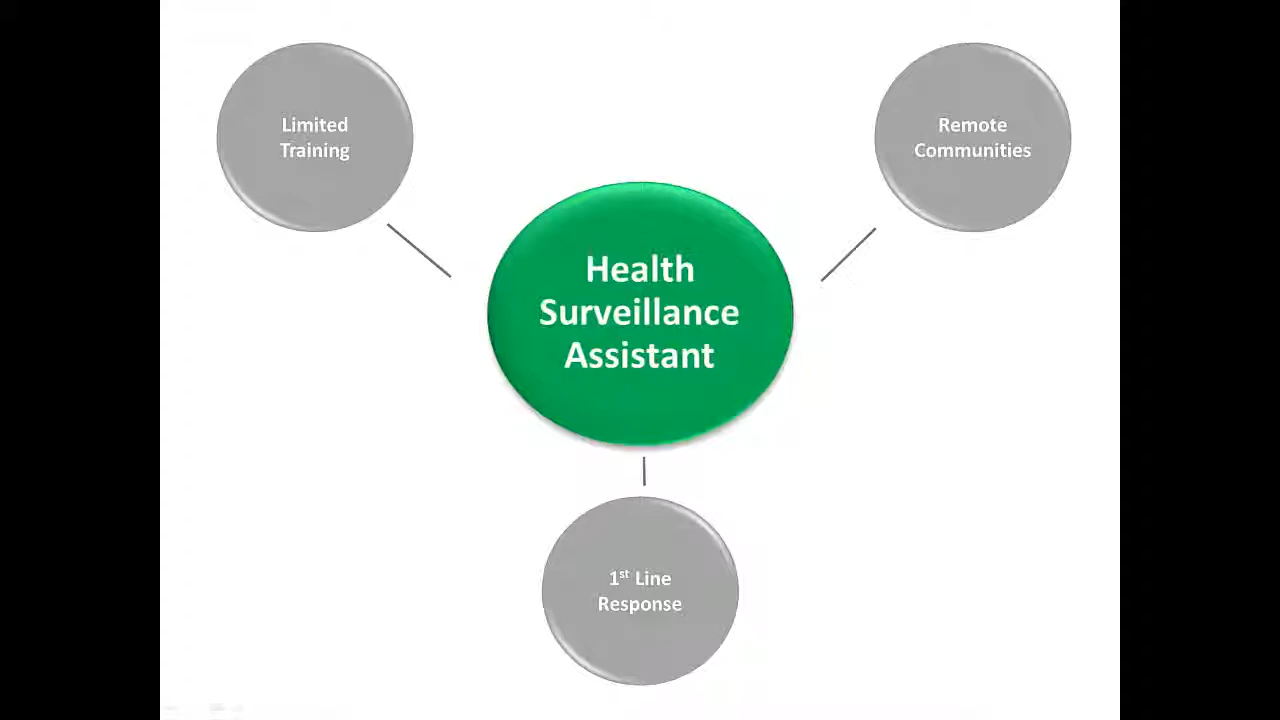 Limited
Training
Remote
Communities
Health
Surveillance
Assistant
1st Line
Response